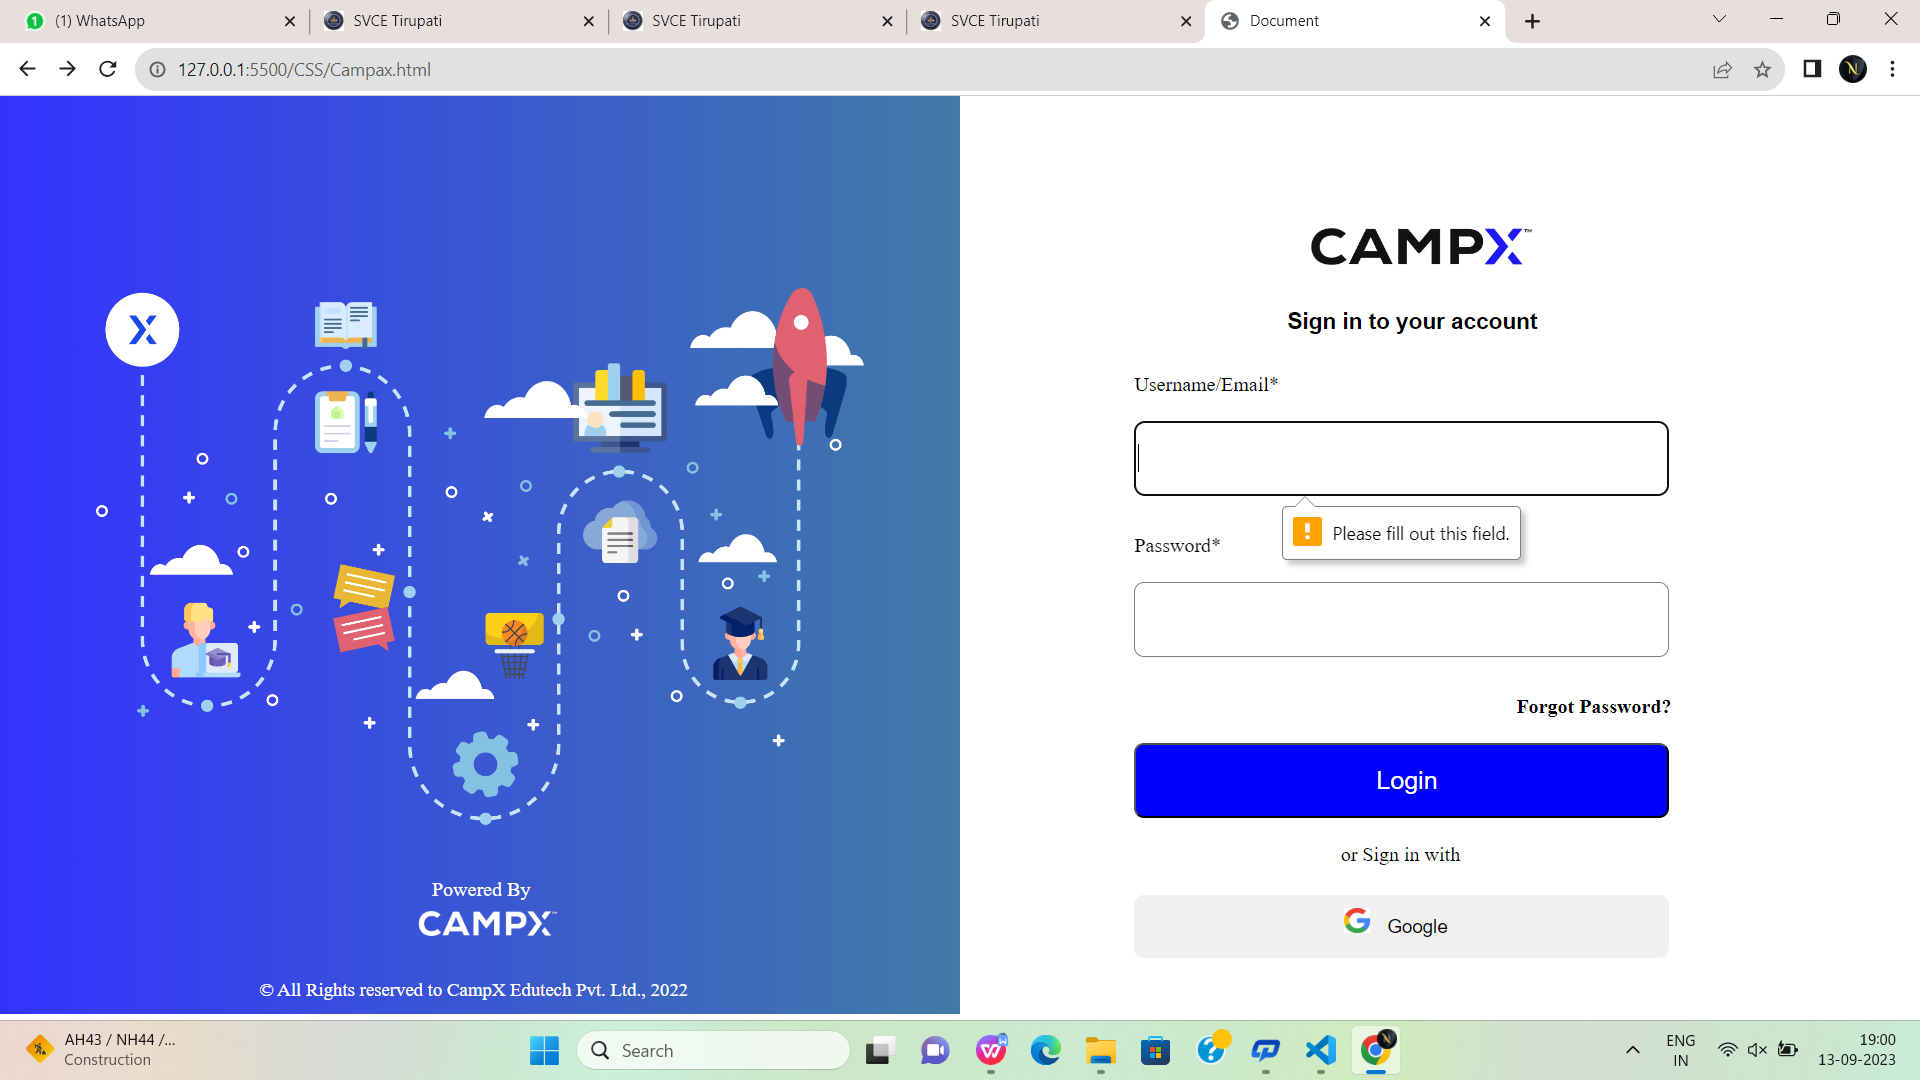 (1) WhatsApp
SVCE Tirupati
SVCE Tirupati
SVCE Tirupati
Document
127.0.0.1:5500/CSS/Campax.html
N
X
Powered By
CAMPX™
© All Rights reserved to CampX Edutech Pvt. Ltd., 2022
CAMPX™
Sign in to your account
Username/Email*
Please fill out this field.
Password*
Forgot Password?
Login
or Sign in with
Google
AH43 / NH44 /...
Construction
Search
ENG
IN
19:00
13-09-2023